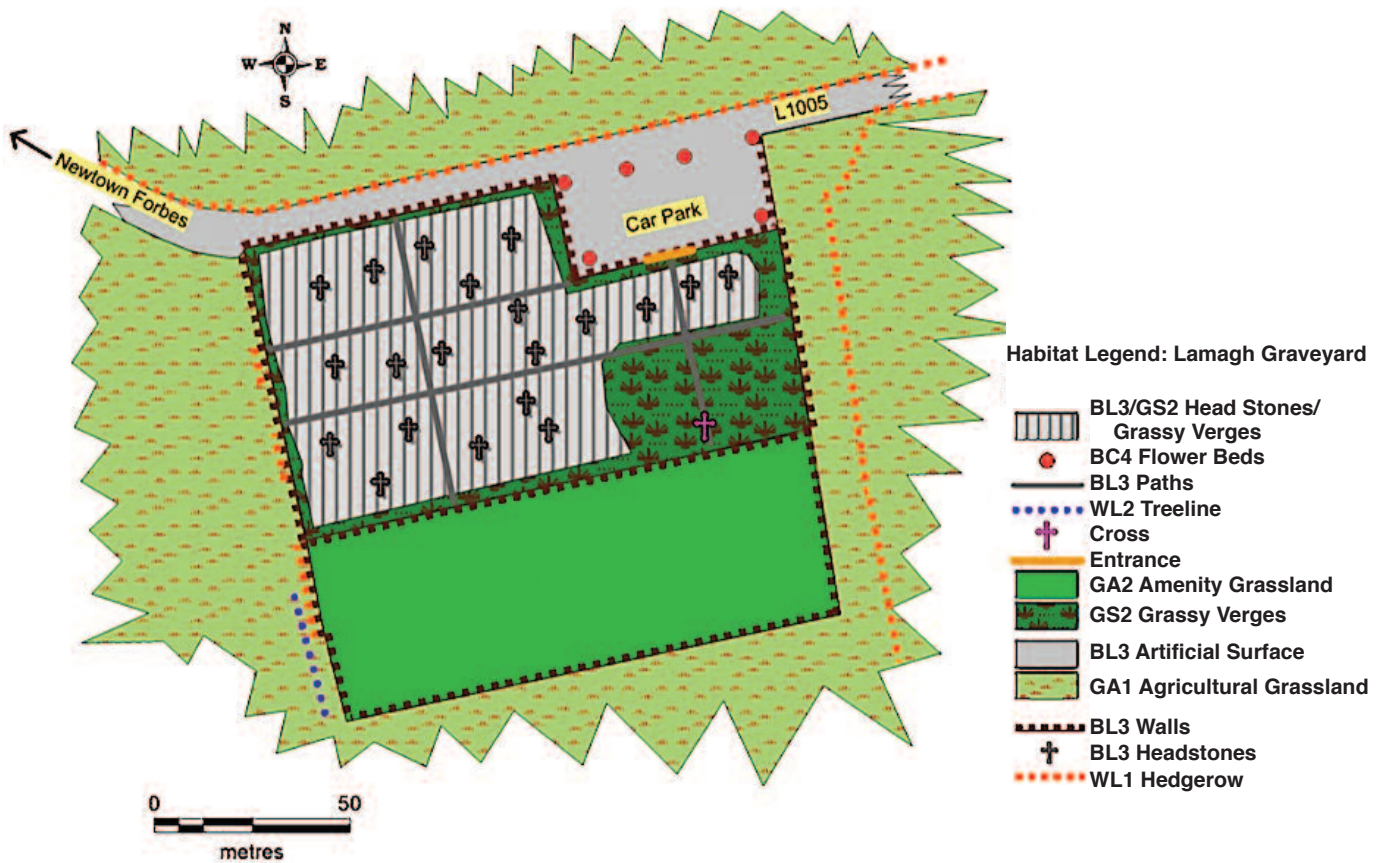 N
W E
S
L1005
Newtown Forbes
Car Park
Habitat Legend: Lamagh Graveyard
BL3/GS2 Head Stones/
Grassy Verges
BC4 Flower Beds
BL3 Paths
WL2 Treeline
Cross
Entrance
GA2 Amenity Grassland
GS2 Grassy Verges
BL3 Artificial Surface
GA1 Agricultural Grassland
BL3 Walls
BL3 Headstones
WL1 Hedgerow
0 50
metres